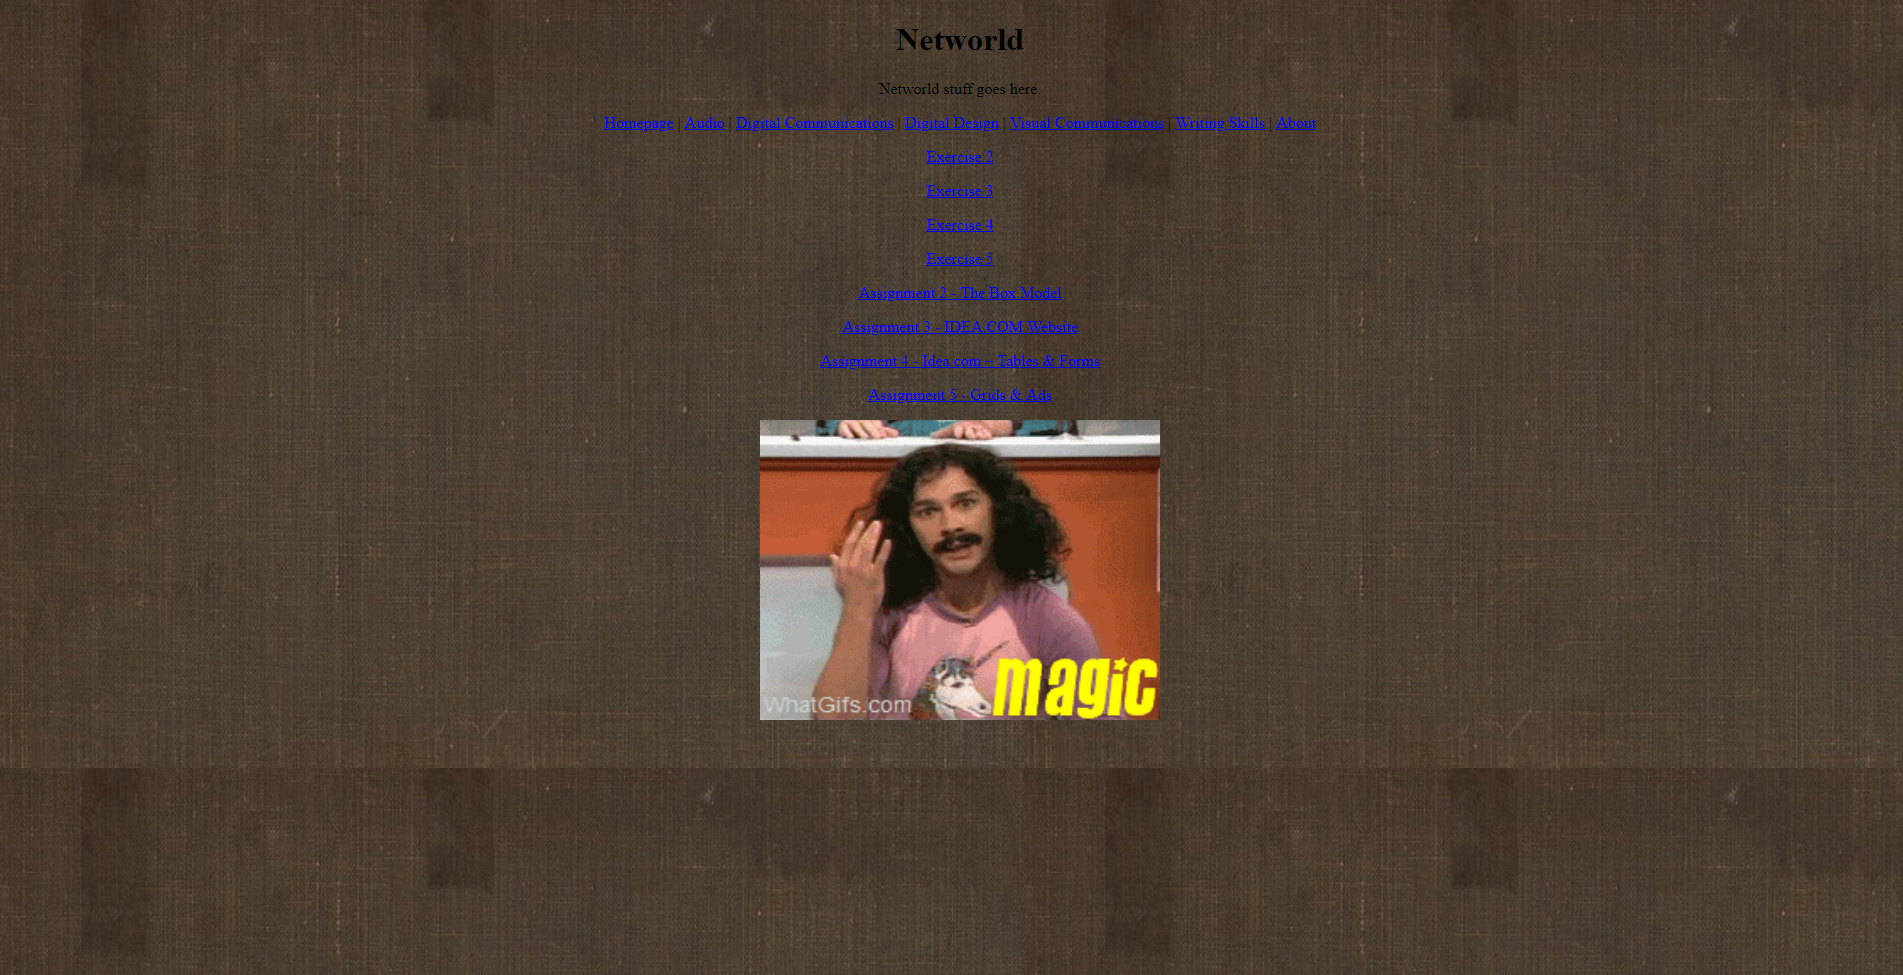 Networld
Networld stuff goes here.
Homepage | Audio | Digital Communications | Digital Design | Visual Communications | Writing Skills | About
Exercise 2
Exercise 3
Exercise 4
Exercise 5
Assignment 2 - The Box Model
Assignment 3 - IDEA.COM Website
Assignment 4 - Idea.com – Tables & Forms
Assignment 5 - Grids & Ads
magic
WhatGifs.com